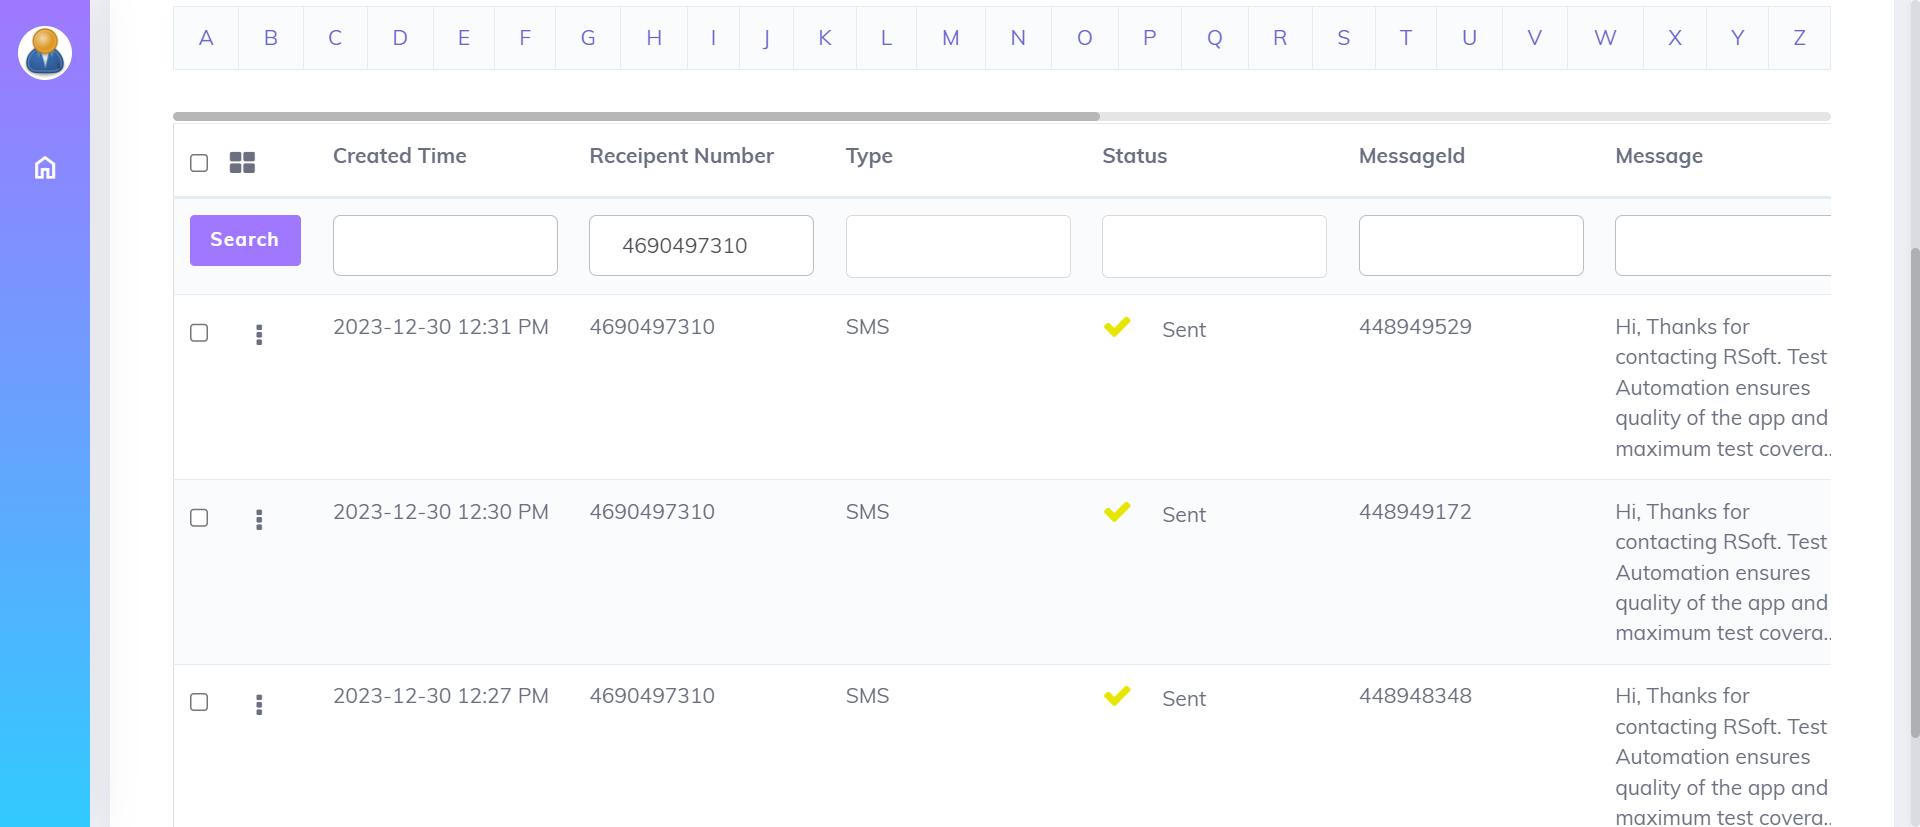 A B C D E F G H I J K L M N O P Q R S T U V W X Y Z
Created Time Receipent Number Type Status MessageId Message
Search 4690497310
2023-12-30 12:31 PM 4690497310 SMS Sent 448949529 Hi, Thanks for
contacting RSoft. Test
Automation ensures
quality of the app and
maximum test covera..
2023-12-30 12:30 PM 4690497310 SMS Sent 448949172 Hi, Thanks for
contacting RSoft. Test
Automation ensures
quality of the app and
maximum test covera..
2023-12-30 12:27 PM 4690497310 SMS Sent 448948348 Hi, Thanks for
contacting RSoft. Test
Automation ensures
quality of the app and
maximum test covera..